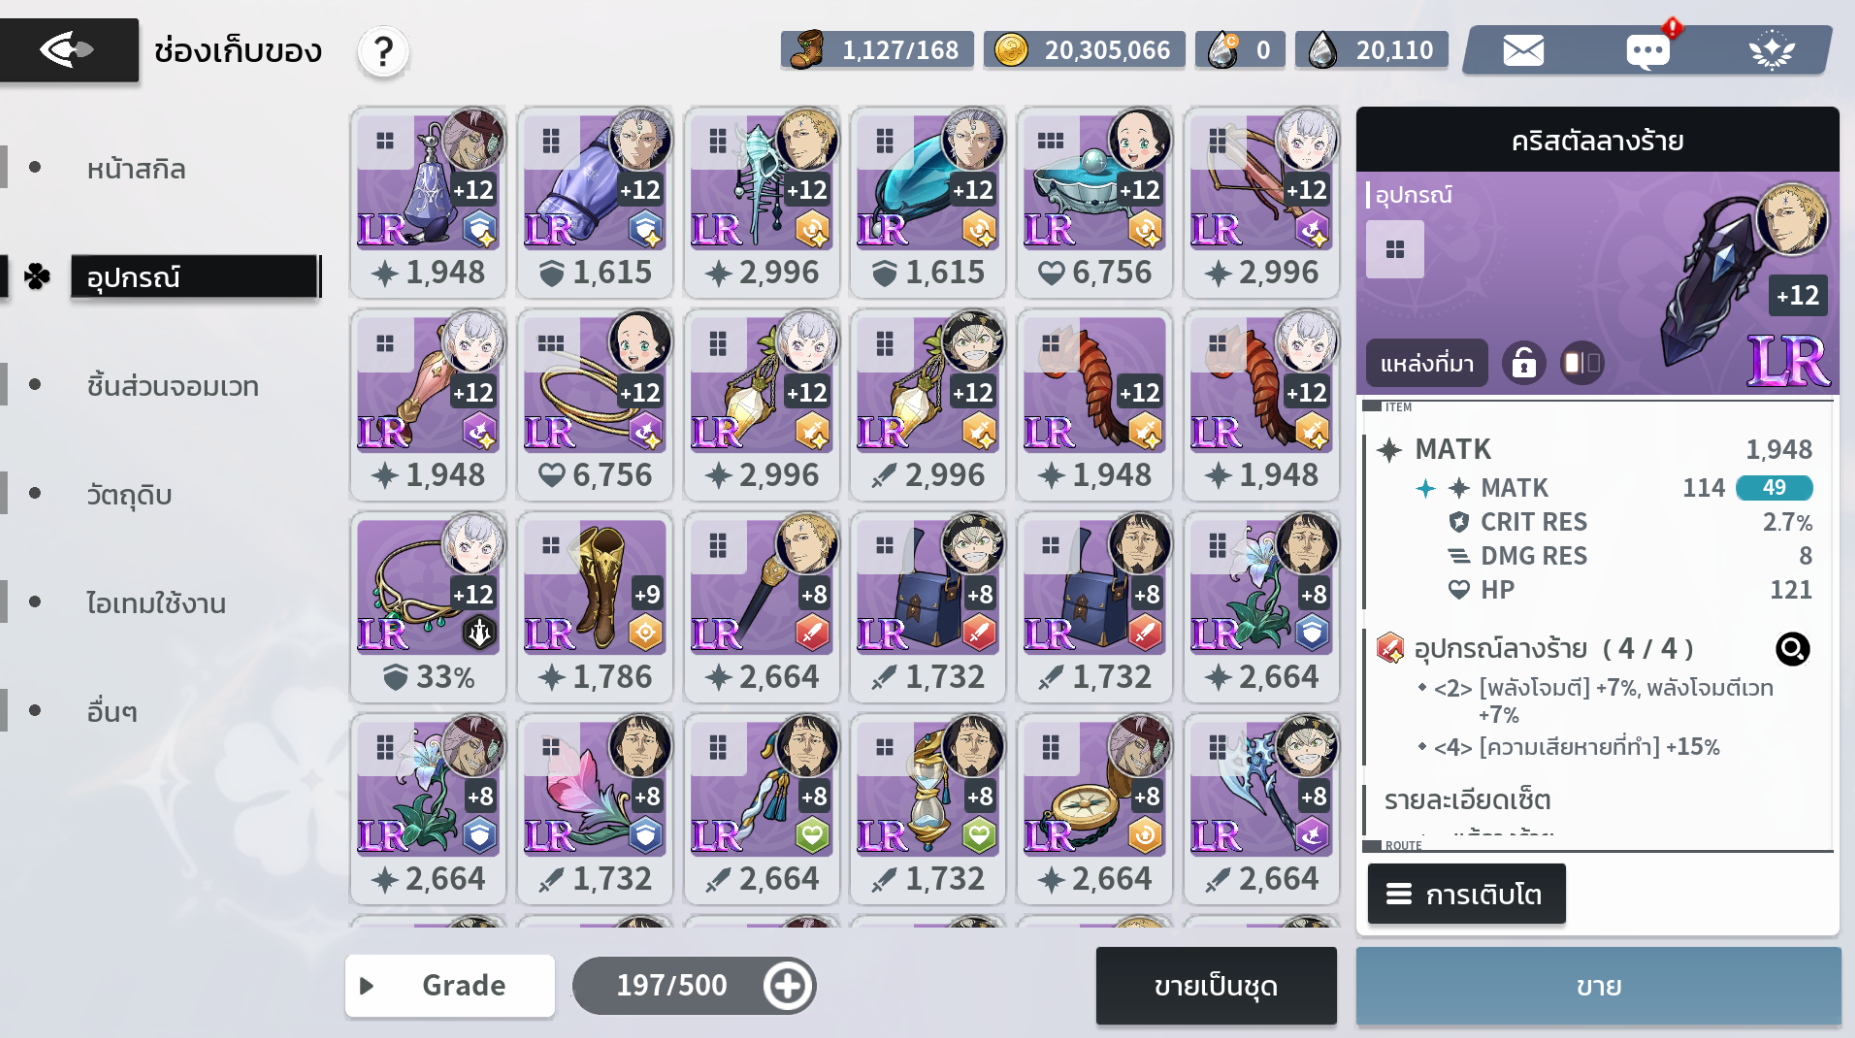 ช่องเก็บของ
?
1,127/168
20,305,066
0
20,110
หน้าสกิล
อุปกรณ์
ชิ้นส่วนจอมเวท
วัตถุดิบ
ไอเทมใช้งาน
อื่นๆ
+12 +12 +12 +12 +12 +12
LR LR LR LR LR LR
1,948 1,615 2,996 1,615 6,756 2,996
+12 +12 +12 +12 +12 +12
LR LR LR LR LR LR
1,948 6,756 2,996 2,996 1,948 1,948
+12 +9 +8 +8 +8 +8
LR LR LR LR LR LR
33% 1,786 2,664 1,732 1,732 2,664
+8 +8 +8 +8 +8 +8
LR LR LR LR LR LR
2,664 1,732 2,664 1,732 2,664 2,664
Grade
197/500
ขายเป็นชุด
คริสตัลลางร้าย
อุปกรณ์
+12
แหล่งที่มา
LR
ITEM
MATK 1,948
MATK 114 49
CRIT RES 2.7%
DMG RES 8
HP 121
อุปกรณ์ลางร้าย ( 4 / 4 )
<2> [พลังโจมตี] +7%, พลังโจมตีเวท
+7%
<4> [ความเสียหายที่ทำ] +15%
รายละเอียดเซ็ต
ROUTE
การเติบโต
ขาย